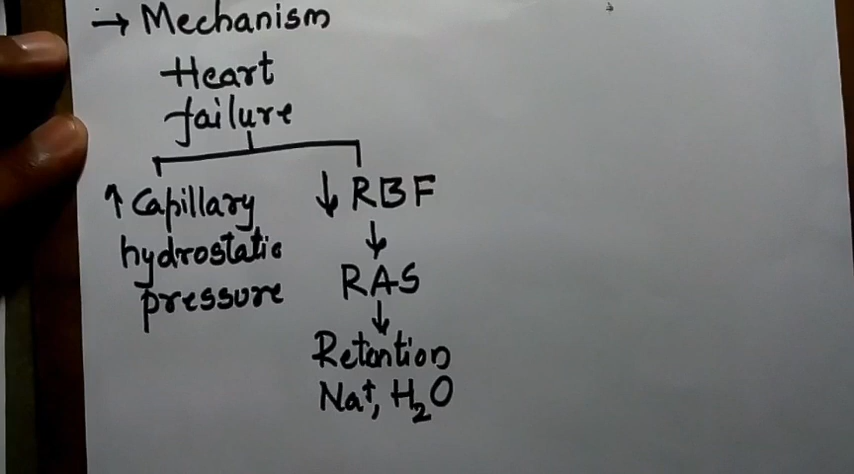 → Mechanism
Heart
failure
↑ Capillary
hydrostatic
pressure
↓ RBF
↓
RAS
↓
Retention
Na⁺, H₂O